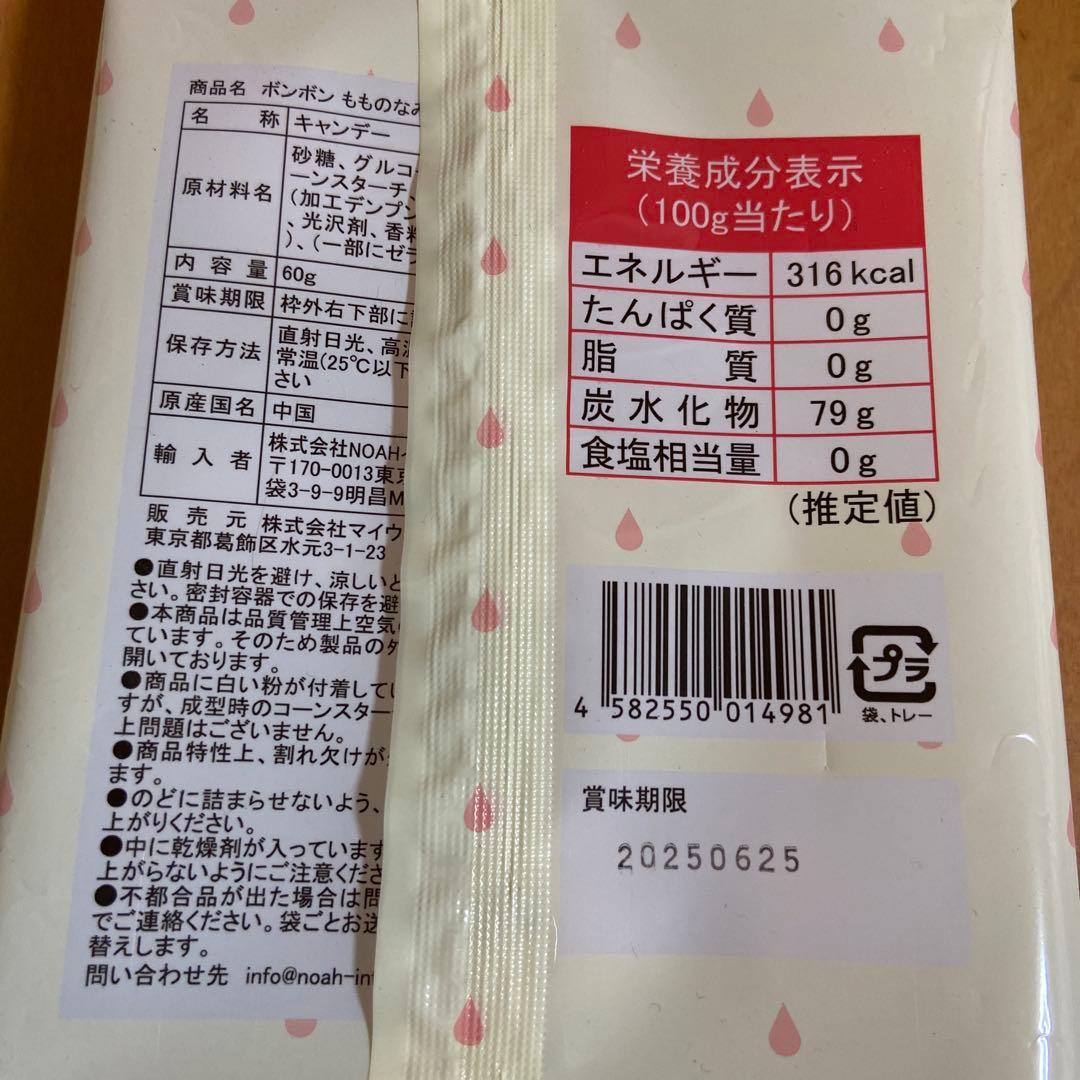 商品名 ボンボン もものなみ
名称 キャンデー
原材料名 砂糖、グルコー
ーンスターチ
(加工デンプン
、光沢剤、香料
)、(一部にゼラ
内容量 60g
賞味期限 枠外右下部に
保存方法 直射日光、高温
常温(25℃以下
さい
原産国名 中国
輸入者 株式会社NOAHイ
〒170-0013東京
袋3-9-9明昌M
販売元 株式会社マイウ
東京都葛飾区水元3-1-23
●直射日光を避け、涼しいと
さい。密封容器での保存を避
●本商品は品質管理上空気
ています。そのため製品の
開いております。
●商品に白い粉が付着してい
すが、成型時のコーンスター
上問題はございません。
●商品特性上、割れ欠けが
ます。
●のどに詰まらせないよう、
上がりください。
●中に乾燥剤が入っています
上がらないようにご注意くださ
●不都合品が出た場合は問
でご連絡ください。袋ごとお送
替えします。
問い合わせ先 info@noah-int
栄養成分表示
(100g当たり)
エネルギー 316kcal
たんぱく質 0g
脂質 0g
炭水化物 79g
食塩相当量 0g
(推定値)
4 582550 014981
プラ
袋、トレー
賞味期限
20250625